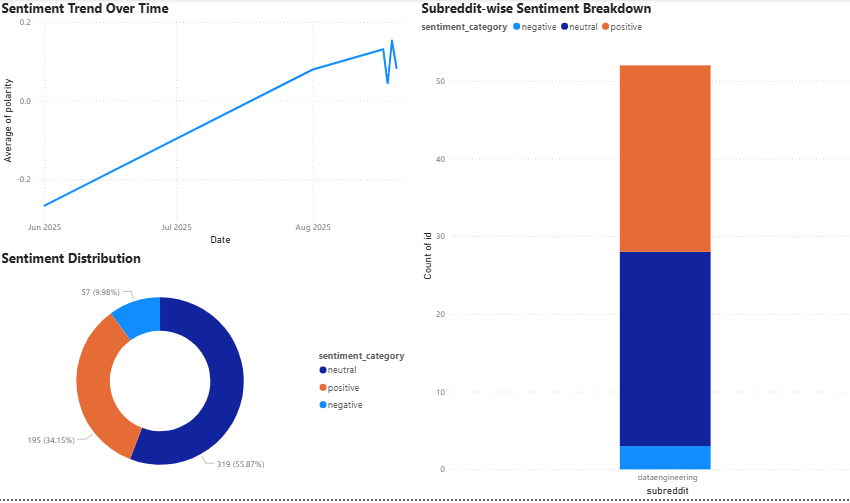 Sentiment Trend Over Time
0.2
0.0
-0.2
Average of polarity
Jun 2025
Jul 2025
Aug 2025
Date
Sentiment Distribution
57 (9.98%)
195 (34.15%)
319 (55.87%)
sentiment_category
neutral
positive
negative
Subreddit-wise Sentiment Breakdown
sentiment_category negative neutral positive
50
40
30
20
10
0
Count of id
dataengineering
subreddit